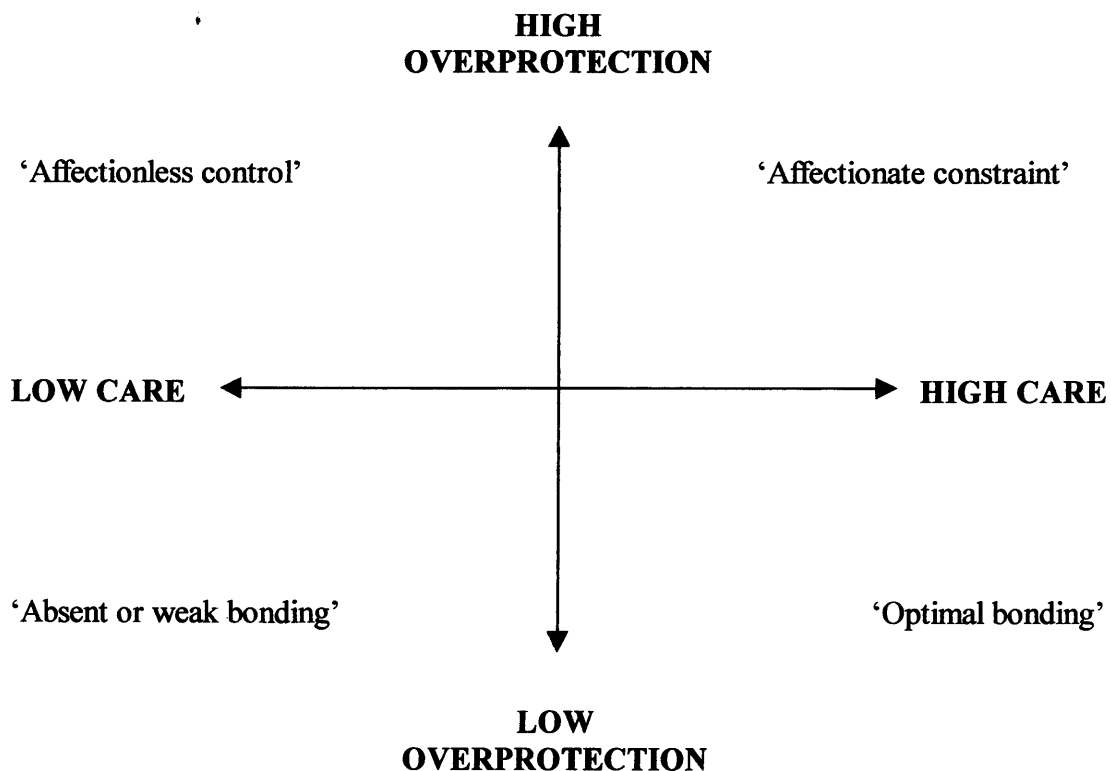 HIGH
OVERPROTECTION
‘Affectionless control’
‘Affectionate constraint’
LOW CARE
HIGH CARE
‘Absent or weak bonding’
‘Optimal bonding’
LOW
OVERPROTECTION